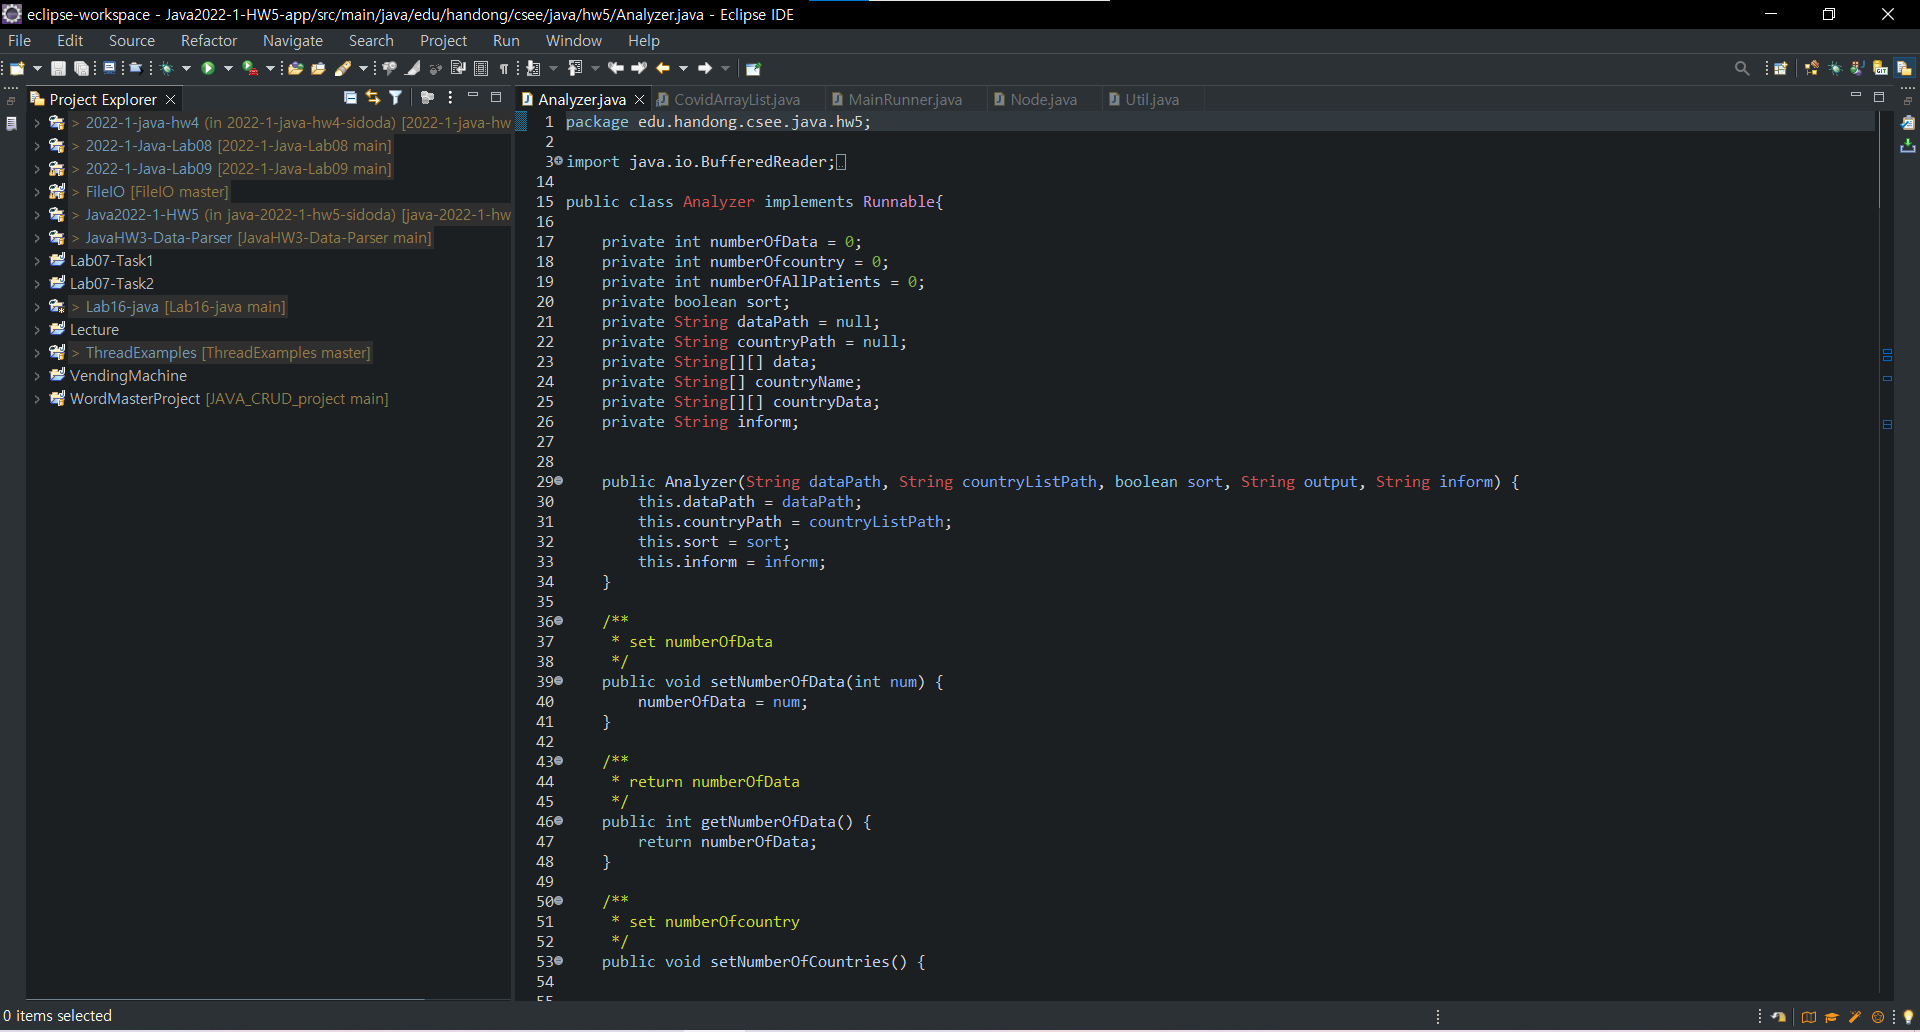 eclipse-workspace - Java2022-1-HW5-app/src/main/java/edu/handong/csee/java/hw5/Analyzer.java - Eclipse IDE
File Edit Source Refactor Navigate Search Project Run Window Help
Project Explorer
> 2022-1-java-hw4 (in 2022-1-java-hw4-sidoda) [2022-1-java-hw
> 2022-1-Java-Lab08 [2022-1-Java-Lab08 main]
> 2022-1-Java-Lab09 [2022-1-Java-Lab09 main]
> FileIO [FileIO master]
> Java2022-1-HW5 (in java-2022-1-hw5-sidoda) [java-2022-1-hw
> JavaHW3-Data-Parser [JavaHW3-Data-Parser main]
Lab07-Task1
Lab07-Task2
> Lab16-java [Lab16-java main]
Lecture
> ThreadExamples [ThreadExamples master]
VendingMachine
WordMasterProject [JAVA_CRUD_project main]
Analyzer.java CovidArrayList.java MainRunner.java Node.java Util.java
1 package edu.handong.csee.java.hw5;
2
3 import java.io.BufferedReader;
14
15 public class Analyzer implements Runnable{
16
17 private int numberOfData = 0;
18 private int numberOfcountry = 0;
19 private int numberOfAllPatients = 0;
20 private boolean sort;
21 private String dataPath = null;
22 private String countryPath = null;
23 private String[][] data;
24 private String[] countryName;
25 private String[][] countryData;
26 private String inform;
27
28
29 public Analyzer(String dataPath, String countryListPath, boolean sort, String output, String inform) {
30 this.dataPath = dataPath;
31 this.countryPath = countryListPath;
32 this.sort = sort;
33 this.inform = inform;
34 }
35
36 /**
37 * set numberOfData
38 */
39 public void setNumberOfData(int num) {
40 numberOfData = num;
41 }
42
43 /**
44 * return numberOfData
45 */
46 public int getNumberOfData() {
47 return numberOfData;
48 }
49
50 /**
51 * set numberOfcountry
52 */
53 public void setNumberOfCountries() {
54
55
0 items selected